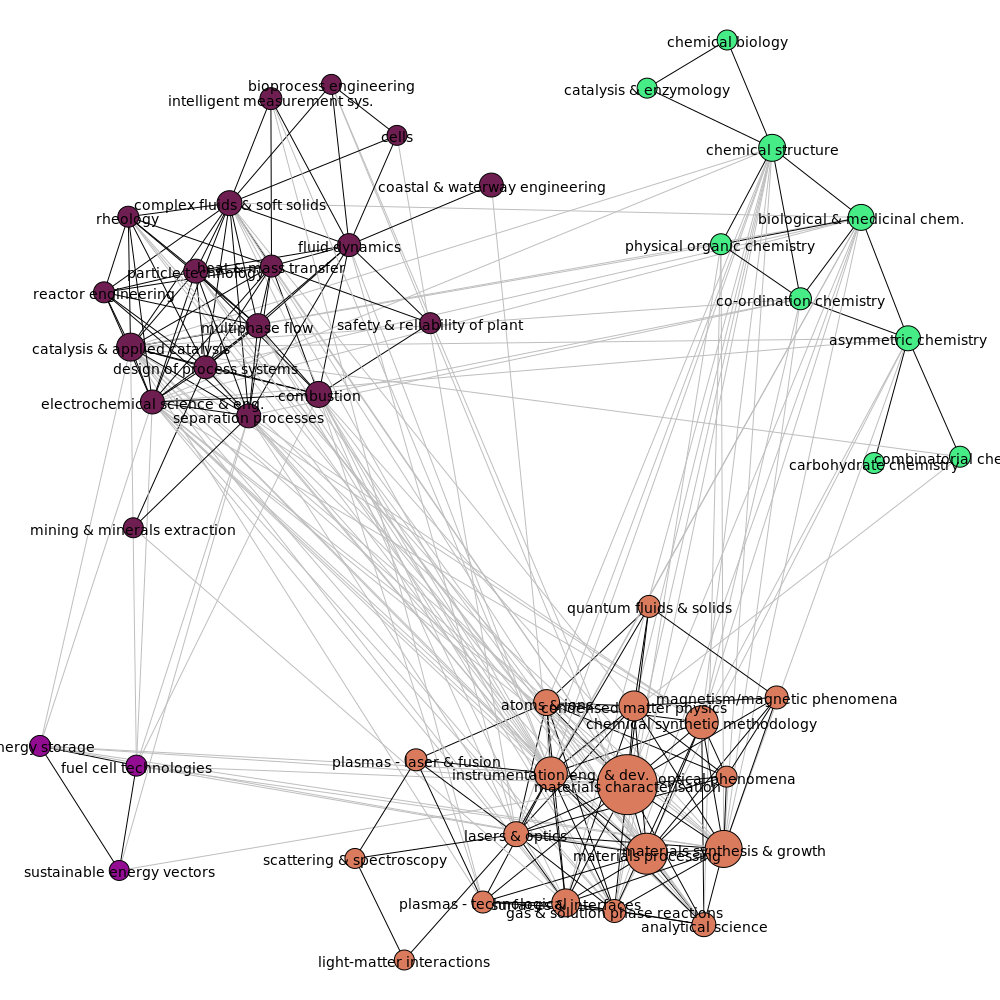 chemical biology
bioprocess engineering
catalysis & enzymology
intelligent measurement sys.
cells
chemical structure
coastal & waterway engineering
complex fluids & soft solids
rheology
biological & medicinal chem.
fluid dynamics
physical organic chemistry
heat & mass transfer
particle technology
reactor engineering
co-ordination chemistry
multiphase flow
safety & reliability of plant
asymmetric chemistry
catalysis & applied catalysis
design of process systems
combustion
electrochemical science & eng.
separation processes
combinatorial che
carbohydrate chemistry
mining & minerals extraction
quantum fluids & solids
magnetism/magnetic phenomena
atoms & ions
condensed matter physics
chemical synthetic methodology
nergy storage
plasmas - laser & fusion
fuel cell technologies
instrumentation eng. & dev.
optical phenomena
materials characterisation
lasers & optics
materials synthesis & growth
materials processing
scattering & spectroscopy
sustainable energy vectors
plasmas - technological
surfaces & interfaces
gas & solution phase reactions
analytical science
light-matter interactions